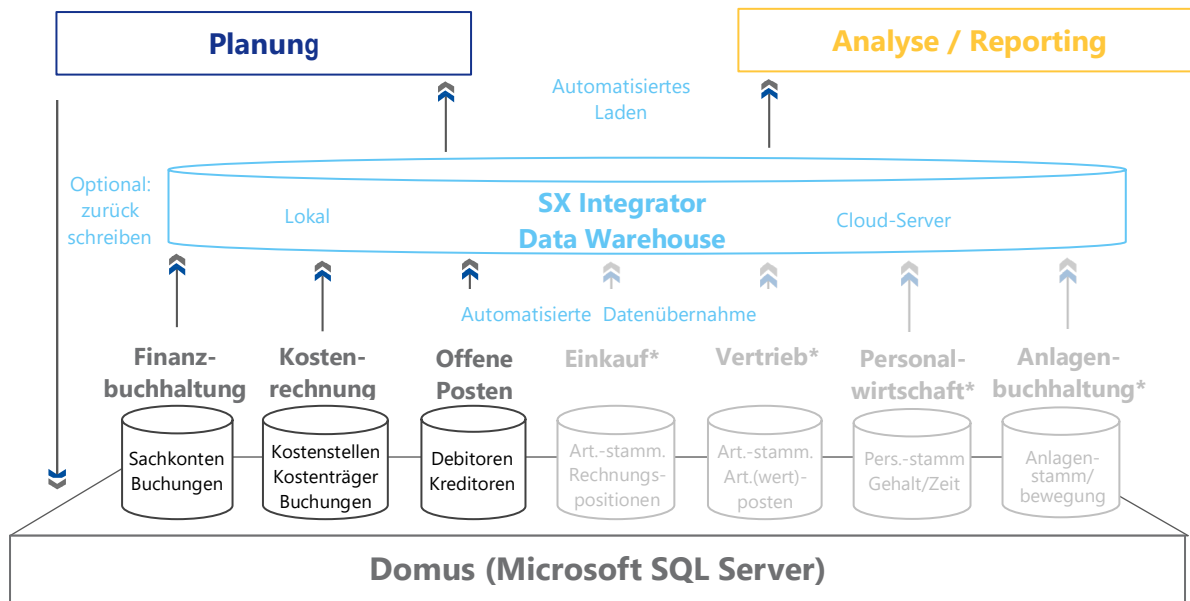 Planung
Analyse / Reporting
Automatisiertes
Laden
Optional:
zurück
schreiben
Lokal
SX Integrator
Data Warehouse
Cloud-Server
Automatisierte Datenübernahme
Finanz-
buchhaltung
Kosten-
rechnung
Offene
Posten
Einkauf*
Vertrieb*
Personal-
wirtschaft*
Anlagen-
buchhaltung*
Sachkonten
Buchungen
Kostenstellen
Kostenträger
Buchungen
Debitoren
Kreditoren
Art.-stamm.
Rechnungs-
positionen
Art.-stamm.
Art.(wert)-
posten
Pers.-stamm
Gehalt/Zeit
Anlagen-
stamm/
bewegung
Domus (Microsoft SQL Server)